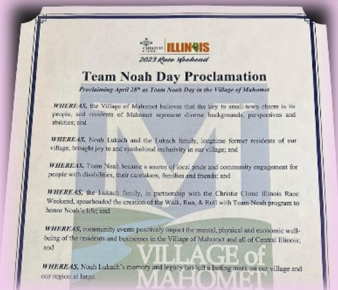 CHRISTIE CLINIC ILLINOIS
2023 Race Weekend
Team Noah Day Proclamation
Proclaiming April 28th as Team Noah Day in the Village of Mahomet
WHEREAS, the Village of Mahomet believes that the key to small-town charm is its
people, and residents of Mahomet represent diverse backgrounds, perspectives and
abilities; and
WHEREAS, Noah Lukach and the Lukach family, longtime former residents of our
village, brought joy to and symbolized inclusivity in our village; and
WHEREAS, Team Noah became a source of local pride and community engagement for
people with disabilities, their caretakers, families and friends; and
WHEREAS, the Lukach family, in partnership with the Christie Clinic Illinois Race
Weekend, spearheaded the creation of the Walk, Run, & Roll with Team Noah program to
honor Noah's life; and
WHEREAS, community events positively impact the mental, physical and economic well-
being of the residents and businesses in the Village of Mahomet and all of Central Illinois;
and
WHEREAS, Noah Lukach's memory and legacy has left a lasting mark on our village and
our region at large.
VILLAGE of
MAHOMET